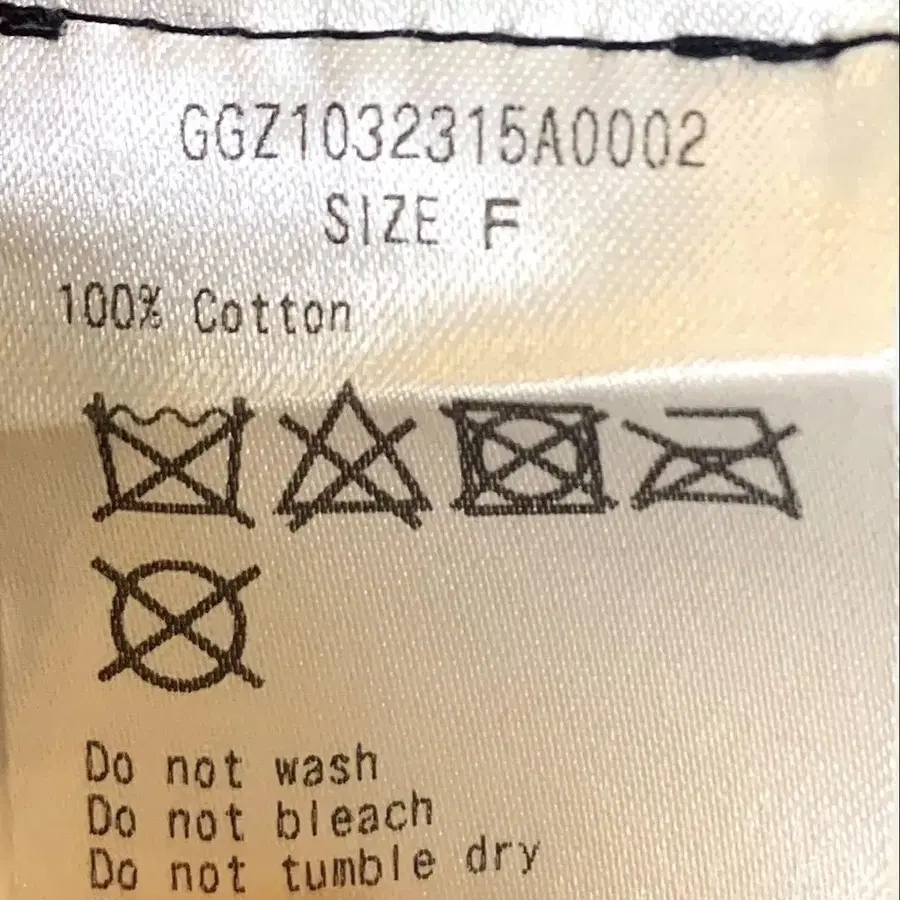 GGZ1032315A0002
SIZE F
100% Cotton
Do not wash
Do not bleach
Do not tumble dry